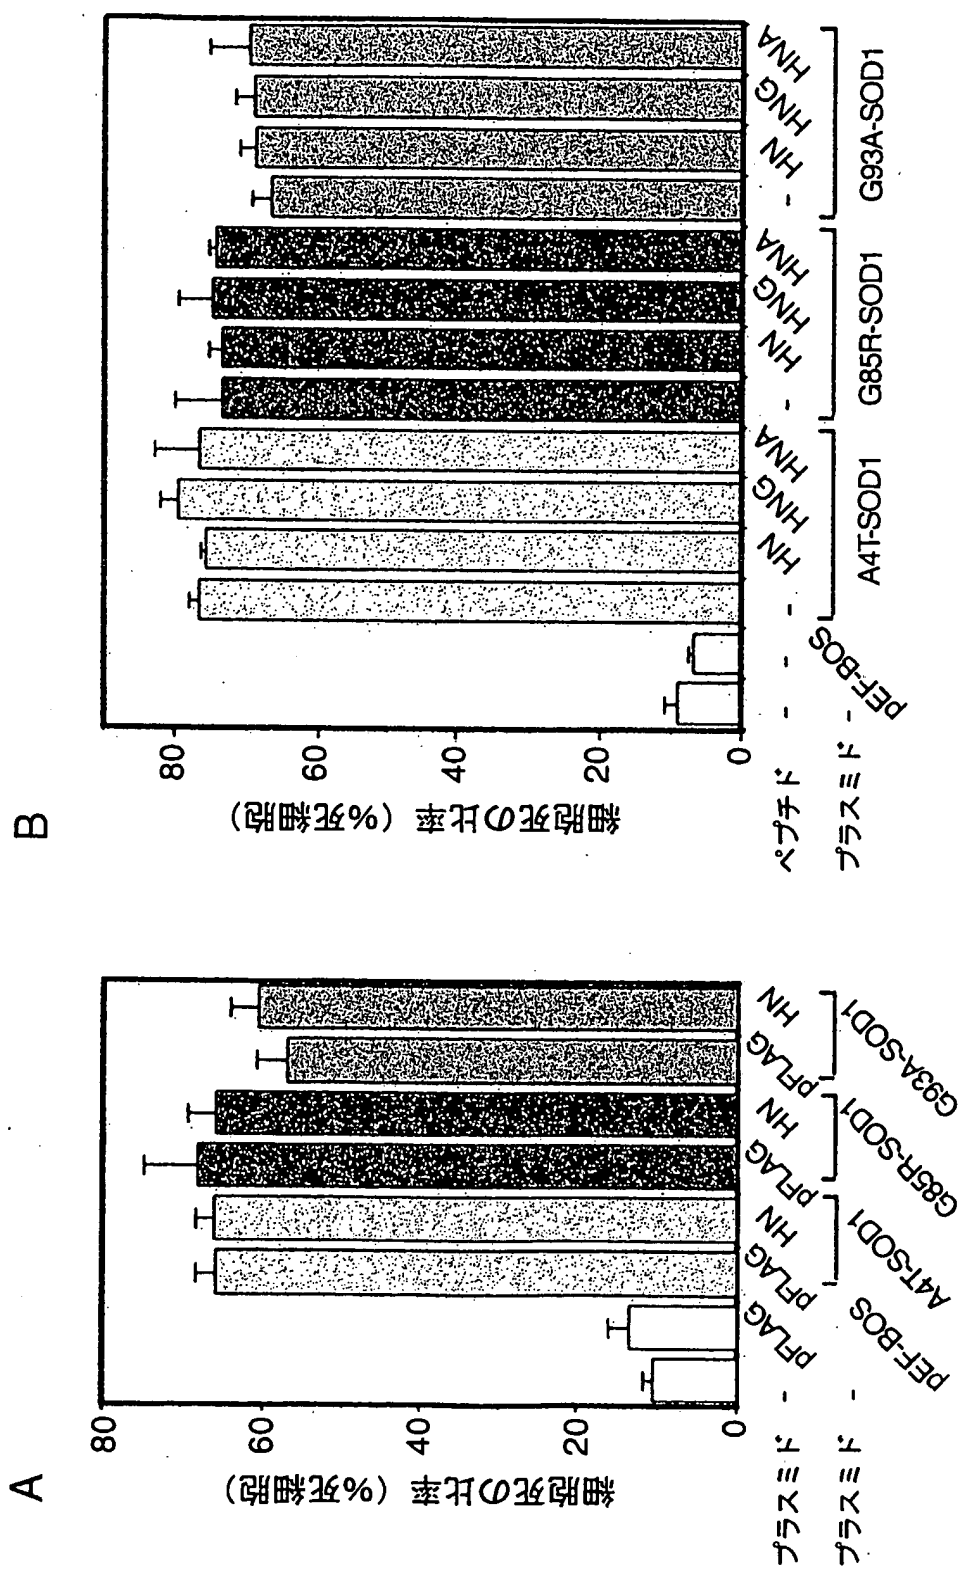 A
細胞死の比率 (%死細胞)
80
60
40
20
0
プラスミド - pFLAG pFLAG HN pFLAG HN pFLAG HN
プラスミド - pEF-BOS A4T-SOD1 G85R-SOD1 G93A-SOD1
B
細胞死の比率 (%死細胞)
80
60
40
20
0
ペプチド - - - HN HNG HNA - HN HNG HNA - HN HNG HNA
プラスミド - pEF-BOS A4T-SOD1 G85R-SOD1 G93A-SOD1